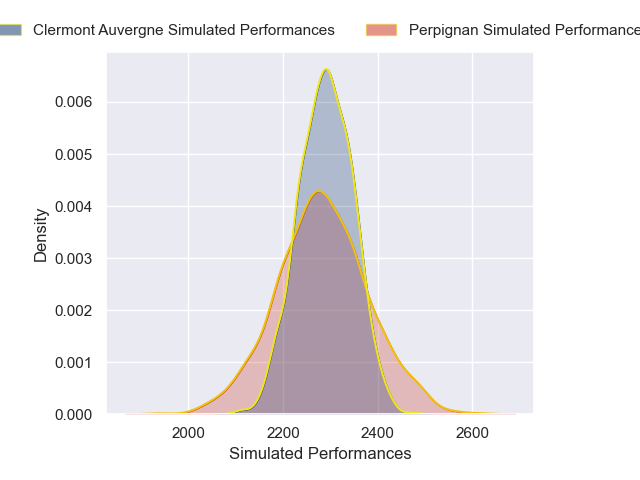 Clermont Auvergne Simulated Performances
Perpignan Simulated Performance
0.006
0.005
0.004
0.003
0.002
0.001
0.000
Density
2000 2200 2400 2600
Simulated Performances